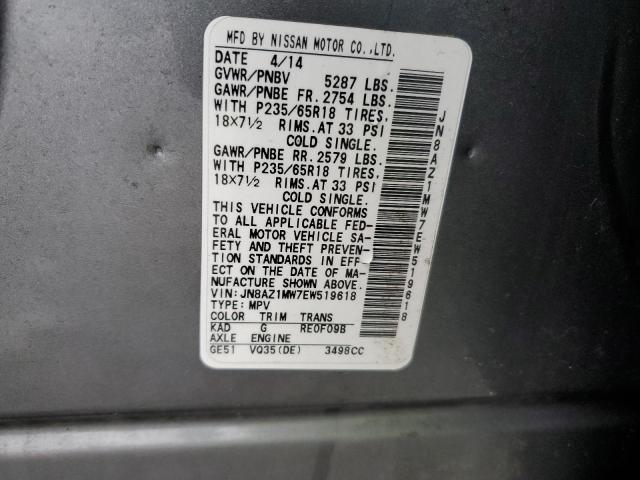 MFD BY NISSAN MOTOR CO.,LTD.
DATE 4/14
GVWR/PNBV 5287 LBS.
GAWR/PNBE FR. 2754 LBS.
WITH P235/65R18 TIRES,
18X7½ RIMS.AT 33 PSI
COLD SINGLE.
GAWR/PNBE RR. 2579 LBS.
WITH P235/65R18 TIRES,
18X7½ RIMS.AT 33 PSI
COLD SINGLE.
THIS VEHICLE CONFORMS
TO ALL APPLICABLE FED-
ERAL MOTOR VEHICLE SA-
FETY AND THEFT PREVEN-
TION STANDARDS IN EFF-
ECT ON THE DATE OF MA-
NUFACTURE SHOWN ABOVE.
VIN:JN8AZ1MW7EW519618
TYPE: MPV
COLOR TRIM TRANS
KAD G RE0F09B
AXLE ENGINE
GE51 VQ35(DE) 3498CC
JN8AZ1MW7EW519618